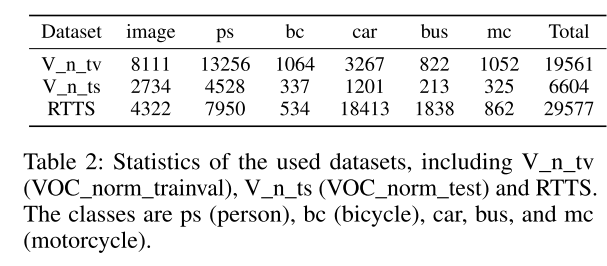 Dataset image ps bc car bus mc Total
V_n_tv 8111 13256 1064 3267 822 1052 19561
V_n_ts 2734 4528 337 1201 213 325 6604
RTTS 4322 7950 534 18413 1838 862 29577
Table 2: Statistics of the used datasets, including V_n_tv
(VOC_norm_trainval), V_n_ts (VOC_norm_test) and RTTS.
The classes are ps (person), bc (bicycle), car, bus, and mc
(motorcycle).